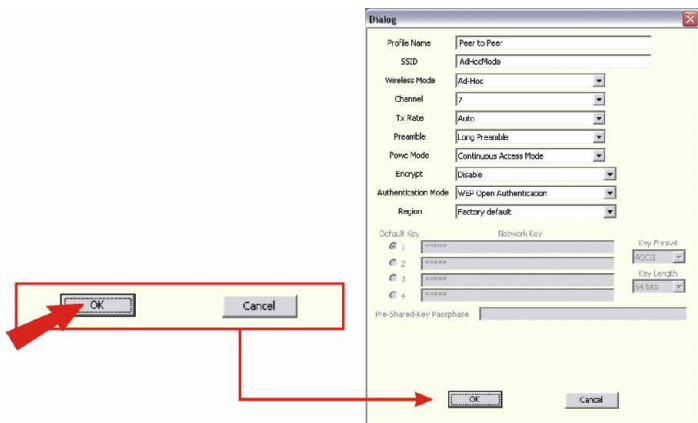 Dialog
Profile Name Peer to Peer
SSID AdHocMode
Wireless Mode Ad-Hoc
Channel 7
Tx Rate Auto
Preamble Long Preamble
Powe Mode Continuous Access Mode
Encrypt Disable
Authentication Mode WEP Open Authentication
Region Factory default
Default Key Network Key Key Format
1 ***** ASCII
2 *****
3 ***** Key Length
4 ***** 64 bits
Pre-Shared-Key Passphase
OK Cancel
OK Cancel